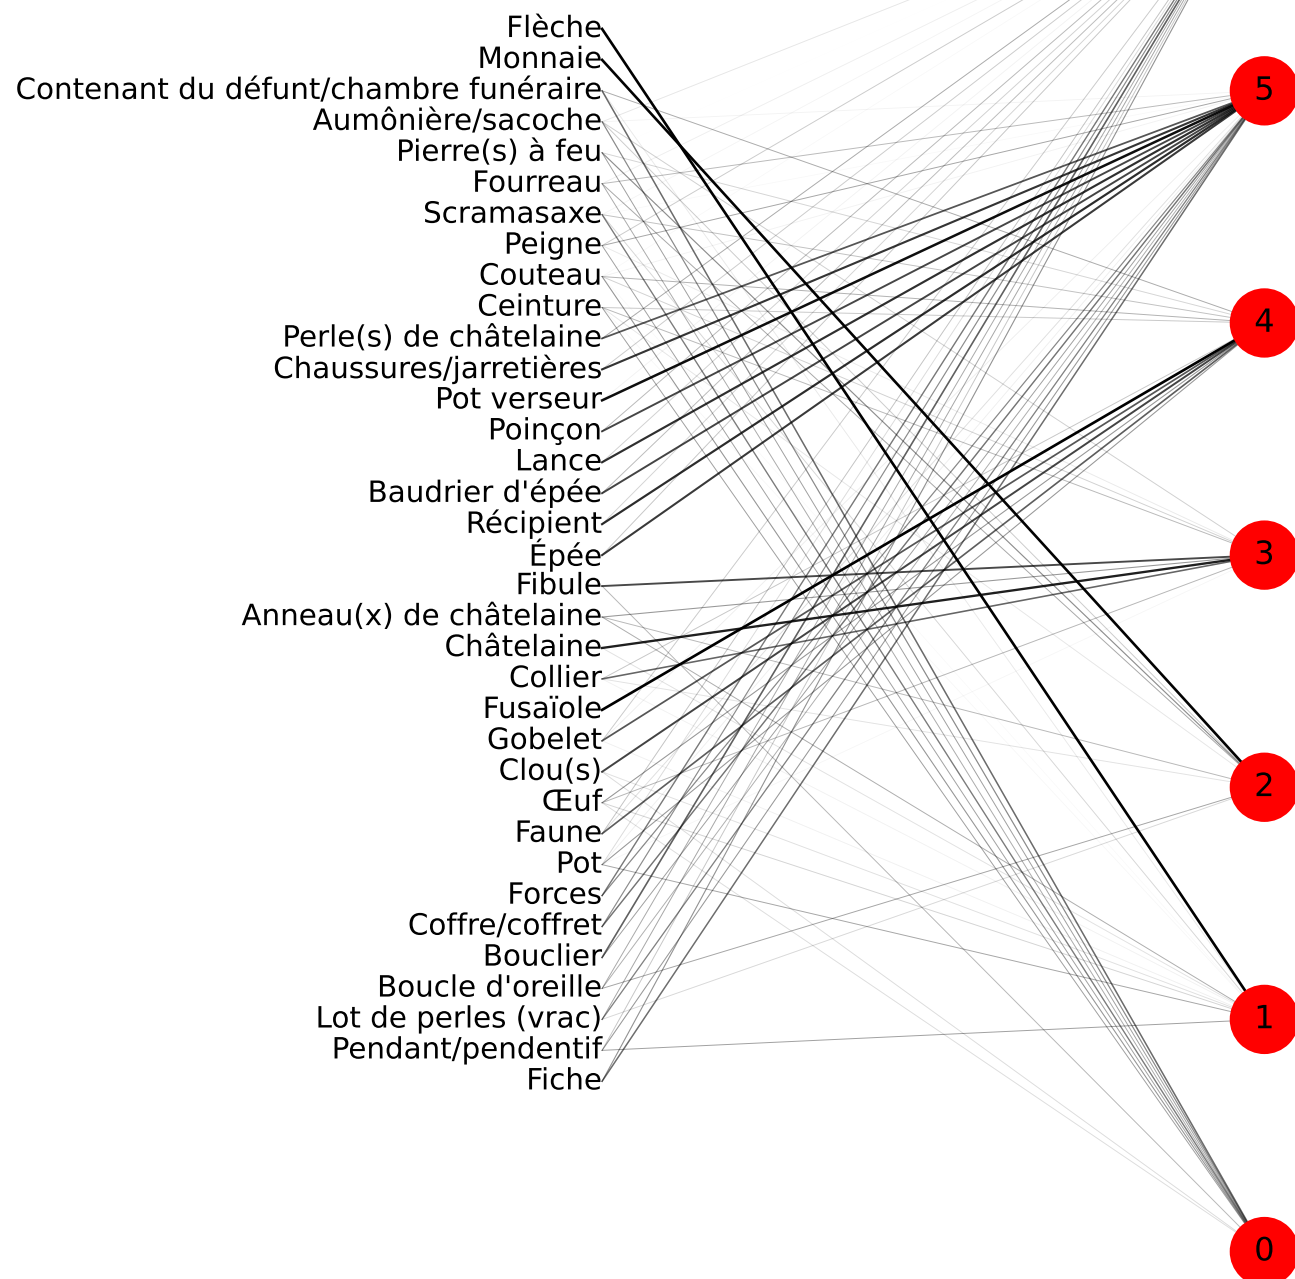 Flèche
Monnaie
Contenant du défunt/chambre funéraire
Aumônière/sacoche
Pierre(s) à feu
Fourreau
Scramasaxe
Peigne
Couteau
Ceinture
Perle(s) de châtelaine
Chaussures/jarretières
Pot verseur
Poinçon
Lance
Baudrier d'épée
Récipient
Épée
Fibule
Anneau(x) de châtelaine
Châtelaine
Collier
Fusaïole
Gobelet
Clou(s)
Œuf
Faune
Pot
Forces
Coffre/coffret
Bouclier
Boucle d'oreille
Lot de perles (vrac)
Pendant/pendentif
Fiche
5
4
3
2
1
0